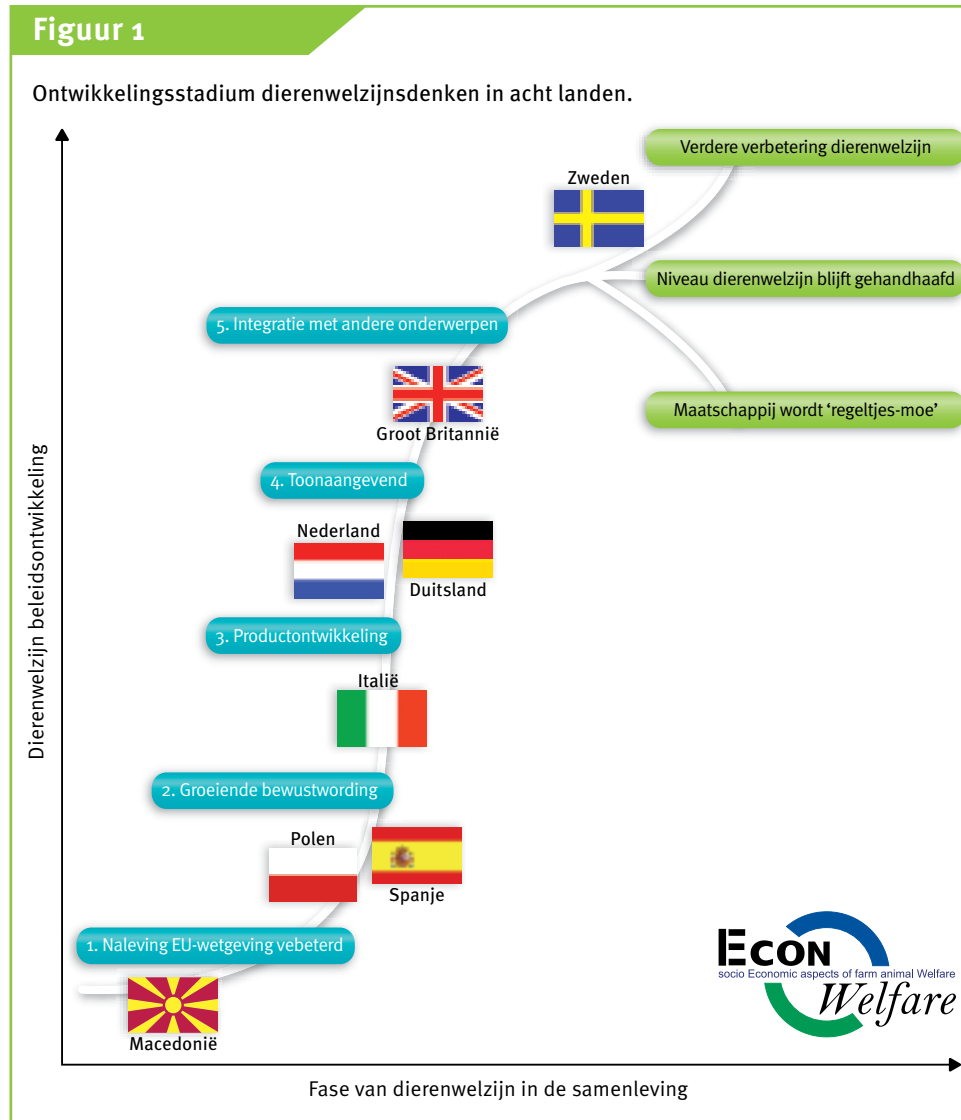 Figuur 1
Ontwikkelingsstadium dierenwelzijnsdenken in acht landen.
Verdere verbetering dierenwelzijn
Zweden
Niveau dierenwelzijn blijft gehandhaafd
5. Integratie met andere onderwerpen
Maatschappij wordt 'regeltjes-moe'
Groot Britannië
4. Toonaangevend
Nederland
Duitsland
3. Productontwikkeling
Italië
2. Groeiende bewustwording
Polen
Spanje
1. Naleving EU-wetgeving vebeterd
Macedonië
Dierenwelzijn beleidsontwikkeling
Fase van dierenwelzijn in de samenleving
ECON
socio Economic aspects of farm animal Welfare
Welfare